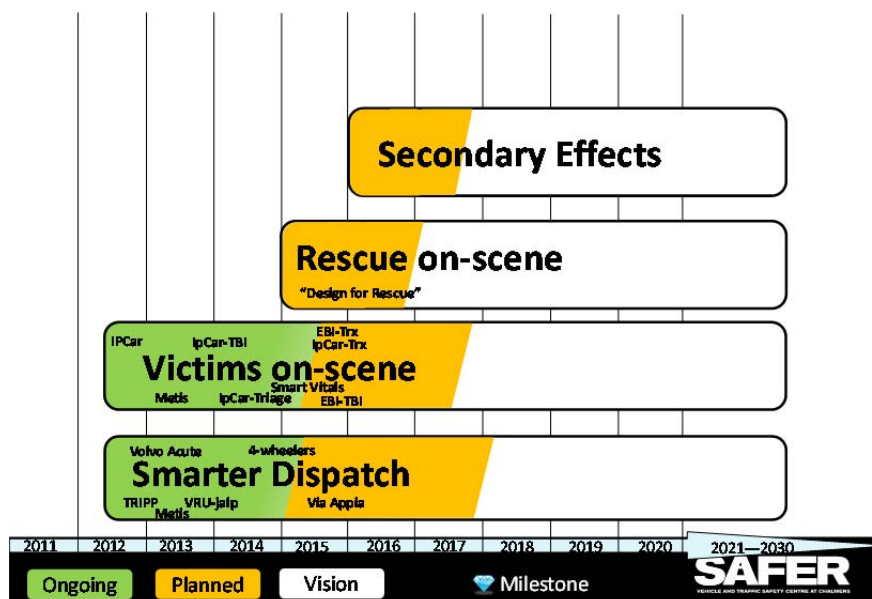 Secondary Effects
Rescue on-scene
“Design for Rescue”
IPCar
IpCar-TBI
EBI-Trx
IpCar-Trx
Victims on-scene
Smart Vitals
Metis
IpCar-Triage
EBI-TBI
Volvo Acute
4-wheelers
Smarter Dispatch
TRIPP
VRU-jalp
Via Appia
Metis
2011 2012 2013 2014 2015 2016 2017 2018 2019 2020 2021—2030
Ongoing Planned Vision Milestone
SAFER
VEHICLE AND TRAFFIC SAFETY CENTRE AT CHALMERS